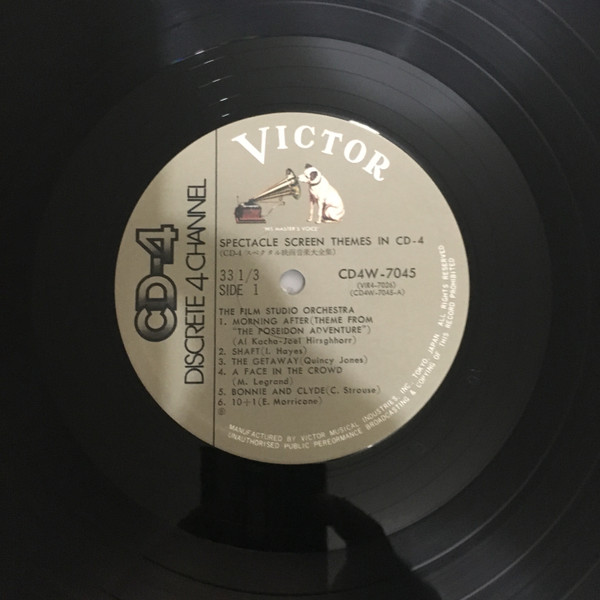 VICTOR
HIS MASTER'S VOICE
CD-4
DISCRETE 4 CHANNEL
SPECTACLE SCREEN THEMES IN CD-4
(CD-4 スペクタル映画音楽大全集)
33 1/3
SIDE 1
CD4W-7045
(VI84-7026)
(CD4W-7045-A)
THE FILM STUDIO ORCHESTRA
1. MORNING AFTER(THEME FROM
"THE POSEIDON ADVENTURE")
(Al Kacha-Joel Hirsghhorr)
2. SHAFT(I. Hayes)
3. THE GETAWAY(Quincy Jones)
4. A FACE IN THE CROWD
(M. Legrand)
5. BONNIE AND CLYDE(C. Strouse)
6. 10+1(E. Morricone)
Ⓟ
MANUFACTURED BY VICTOR MUSICAL INDUSTRIES, INC. TOKYO, JAPAN ALL RIGHTS RESERVED
UNAUTHORISED PUBLIC PERFORMANCE BROADCASTING & COPYING OF THIS RECORD PROHIBITED